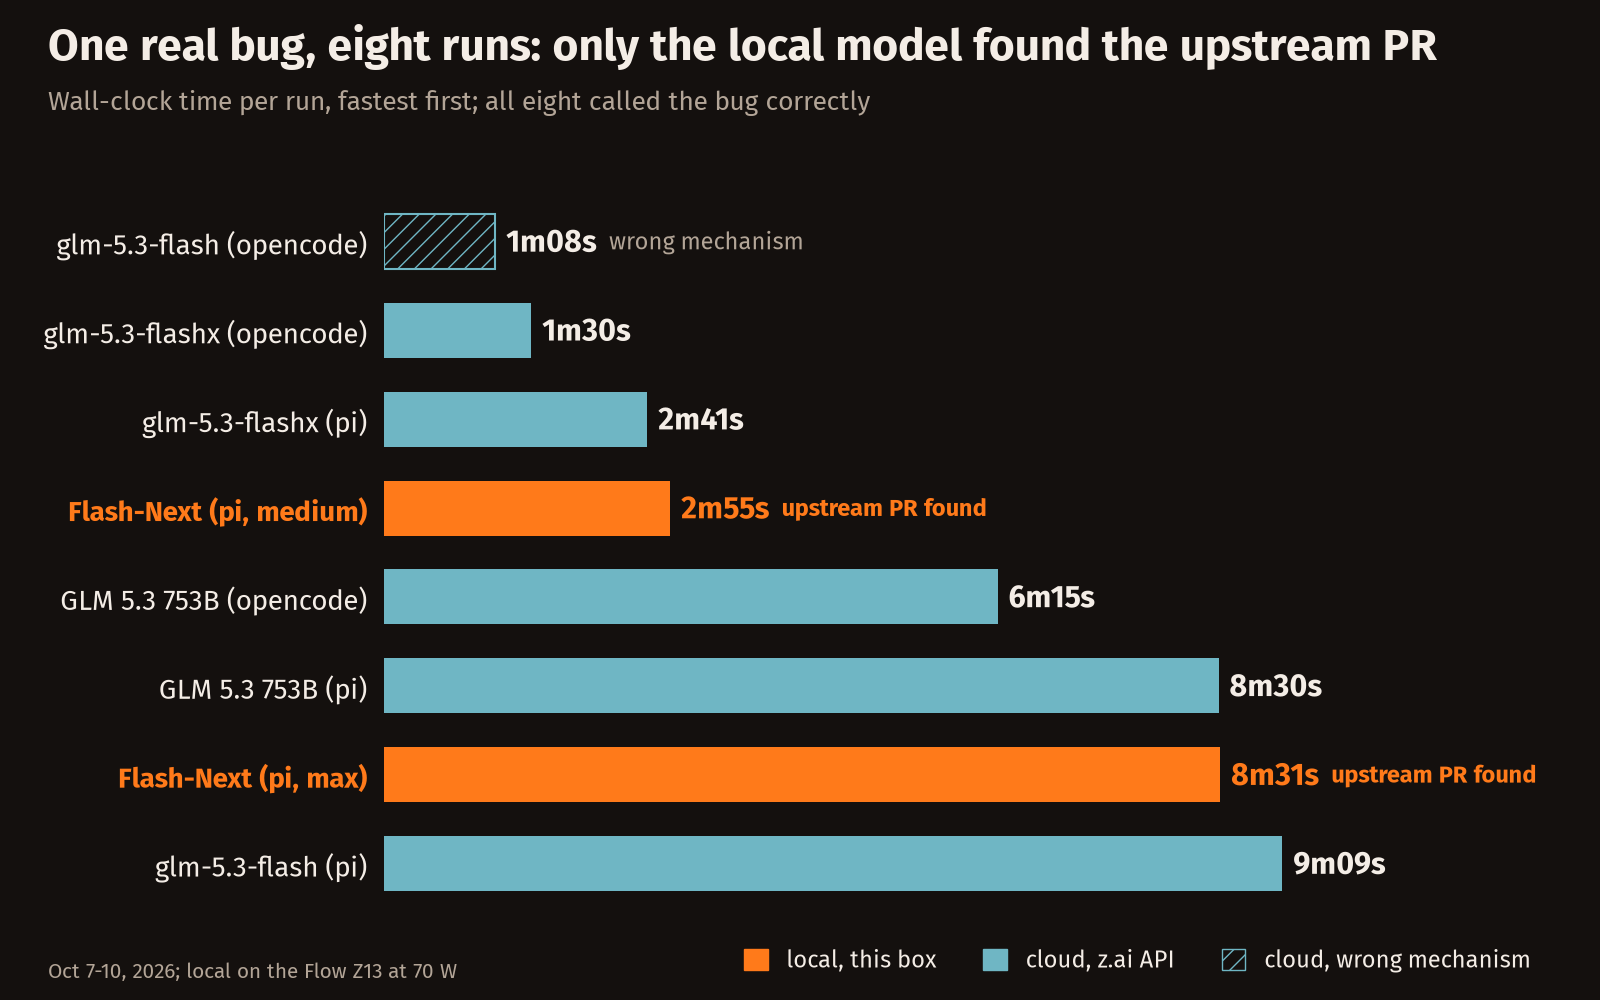 One real bug, eight runs: only the local model found the upstream PR
Wall-clock time per run, fastest first; all eight called the bug correctly
glm-5.3-flash (opencode) 1m08s wrong mechanism
glm-5.3-flashx (opencode) 1m30s
glm-5.3-flashx (pi) 2m41s
Flash-Next (pi, medium) 2m55s upstream PR found
GLM 5.3 753B (opencode) 6m15s
GLM 5.3 753B (pi) 8m30s
Flash-Next (pi, max) 8m31s upstream PR found
glm-5.3-flash (pi) 9m09s
local, this box cloud, z.ai API cloud, wrong mechanism
Oct 7-10, 2026; local on the Flow Z13 at 70 W